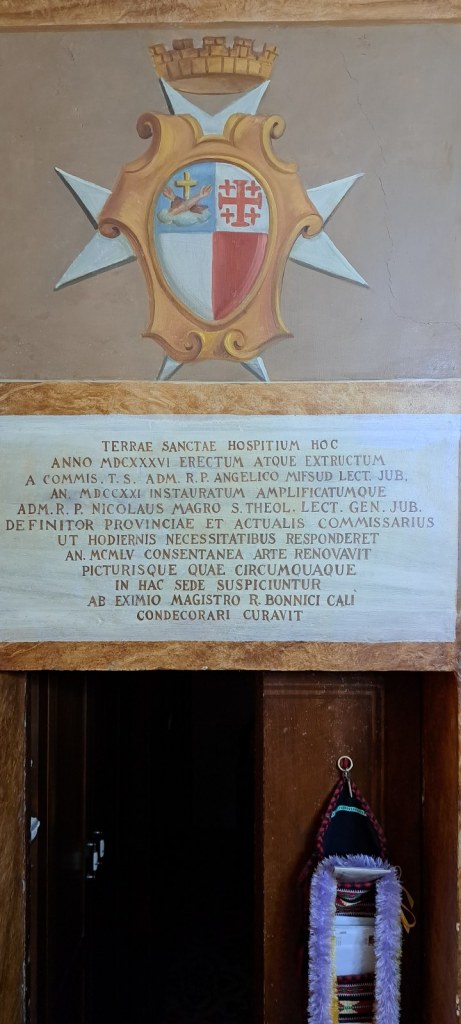 TERRAE SANCTAE HOSPITIUM HOC
ANNO MDCXXXVI ERECTUM ATQUE EXTRUCTUM
A COMMIS. T. S. ADM. R. P. ANGELICO MIFSUD LECT. JUB.
AN. MDCCXXI INSTAURATUM AMPLIFICATUMQUE
ADM. R. P. NICOLAUS MAGRO S. THEOL. LECT. GEN. JUB.
DEFINITOR PROVINCIAE ET ACTUALIS COMMISSARIUS
UT HODIERNIS NECESSITATIBUS RESPONDERET
AN. MCMLV CONSENTANEA ARTE RENOVAVIT
PICTURISQUE QUAE CIRCUMQUAQUE
IN HAC SEDE SUSPICIUNTUR
AB EXIMIO MAGISTRO R. BONNICI CALÌ
CONDECORARI CURAVIT